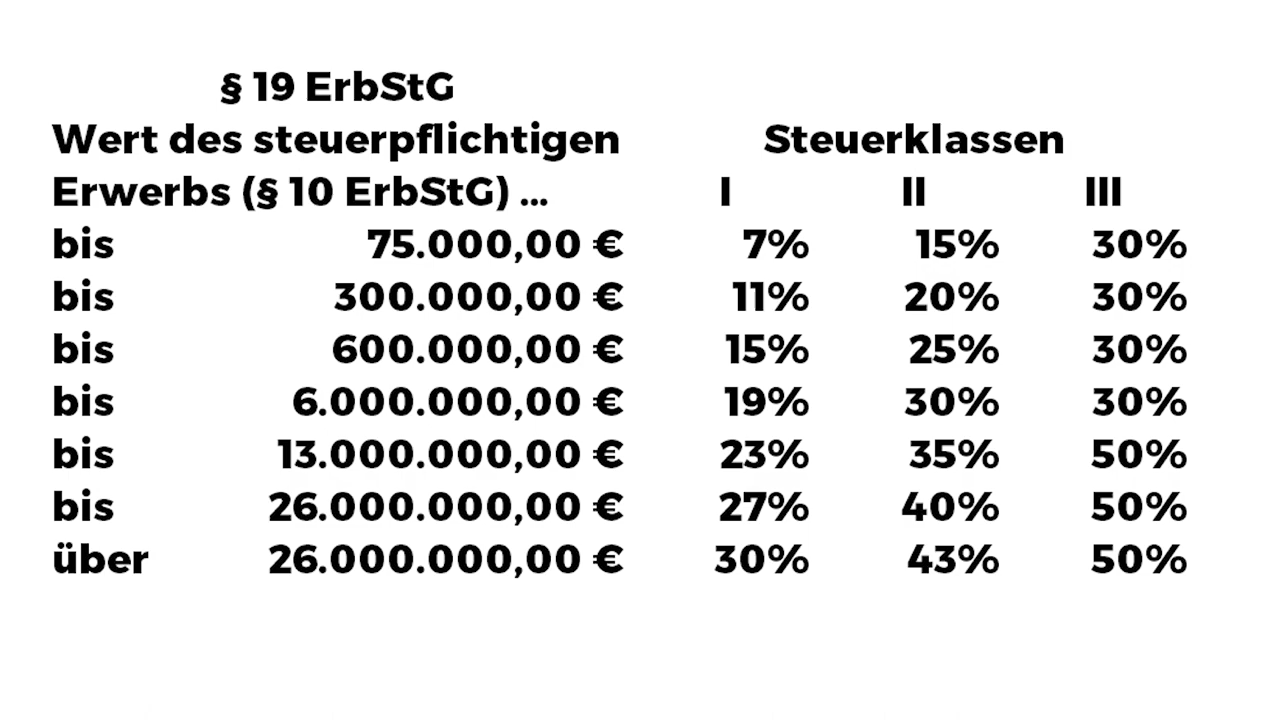 § 19 ErbStG
Wert des steuerpflichtigen Steuerklassen
Erwerbs (§ 10 ErbStG) ... I II III
bis 75.000,00 € 7% 15% 30%
bis 300.000,00 € 11% 20% 30%
bis 600.000,00 € 15% 25% 30%
bis 6.000.000,00 € 19% 30% 30%
bis 13.000.000,00 € 23% 35% 50%
bis 26.000.000,00 € 27% 40% 50%
über 26.000.000,00 € 30% 43% 50%